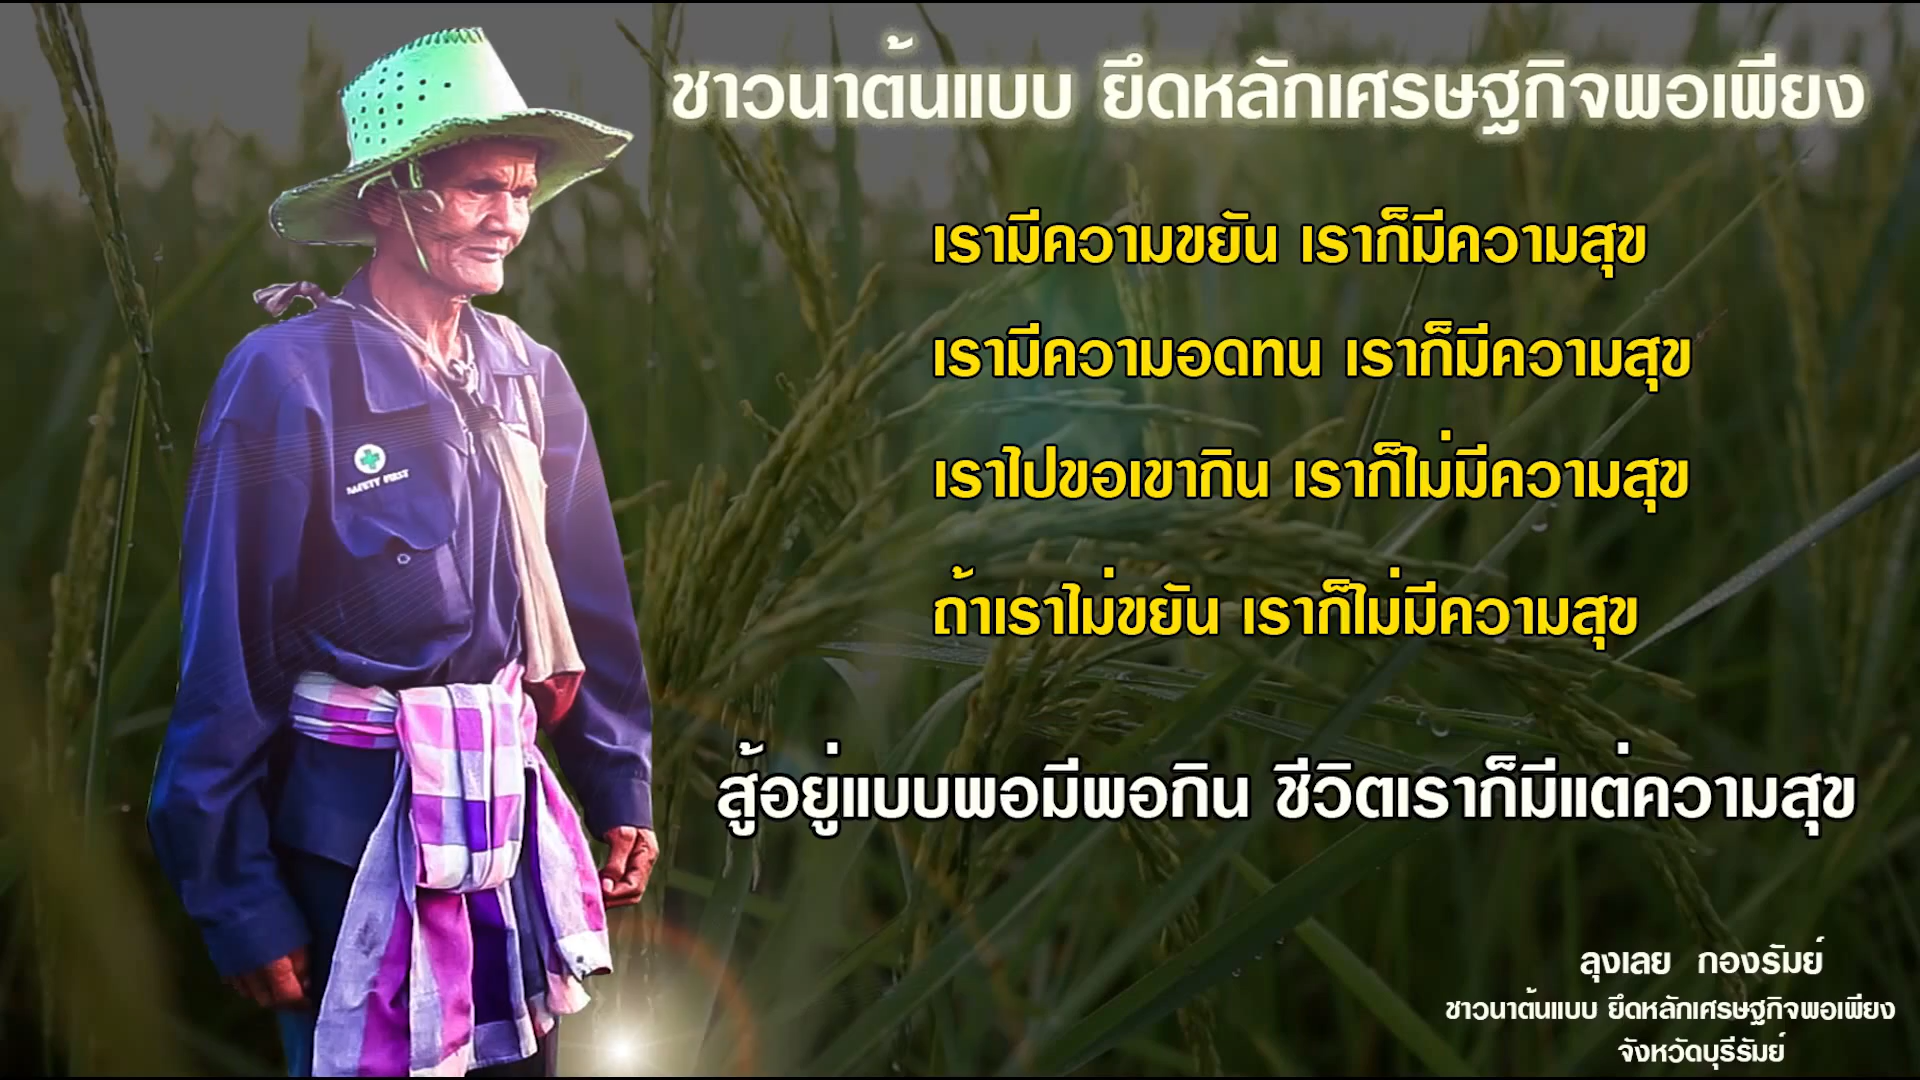 ชาวนาต้นแบบ ยึดหลักเศรษฐกิจพอเพียง
เรามีความขยัน เราก็มีความสุข
เรามีความอดทน เราก็มีความสุข
เราไปขอเขากิน เราก็ไม่มีความสุข
ถ้าเราไม่ขยัน เราก็ไม่มีความสุข
สู้อยู่แบบพอมีพอกิน ชีวิตเราก็มีแต่ความสุข
SAFETY FIRST
ลุงเลย กองรัมย์
ชาวนาต้นแบบ ยึดหลักเศรษฐกิจพอเพียง
จังหวัดบุรีรัมย์